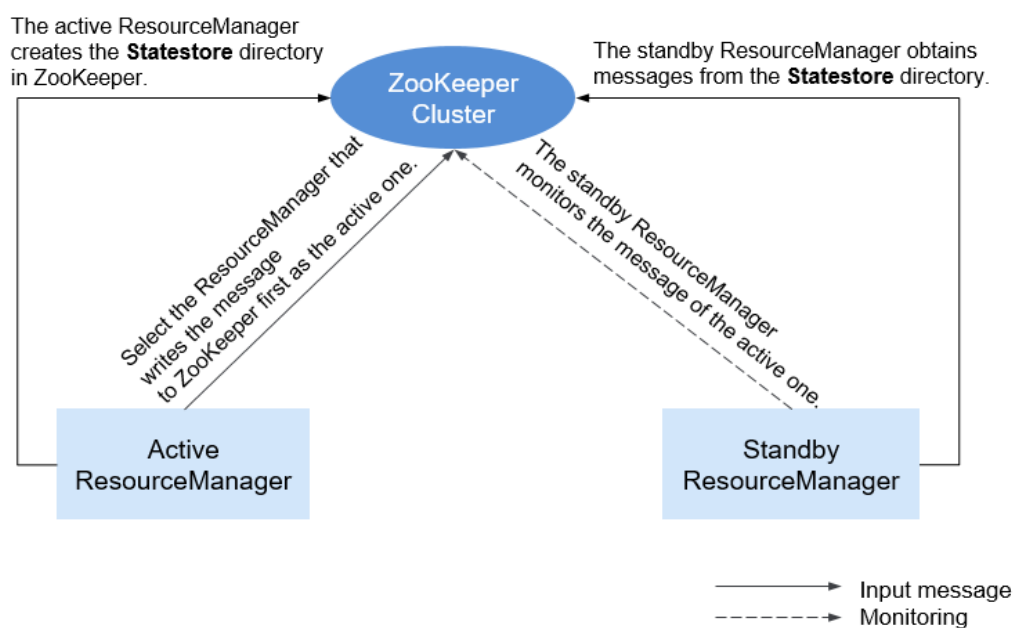 The active ResourceManager
creates the Statestore directory
in ZooKeeper.
The standby ResourceManager obtains
messages from the Statestore directory.
ZooKeeper
Cluster
Select the ResourceManager that
writes the message
to ZooKeeper first as the active one.
The standby ResourceManager
monitors the message of the active one.
Active
ResourceManager
Standby
ResourceManager
Input message
Monitoring